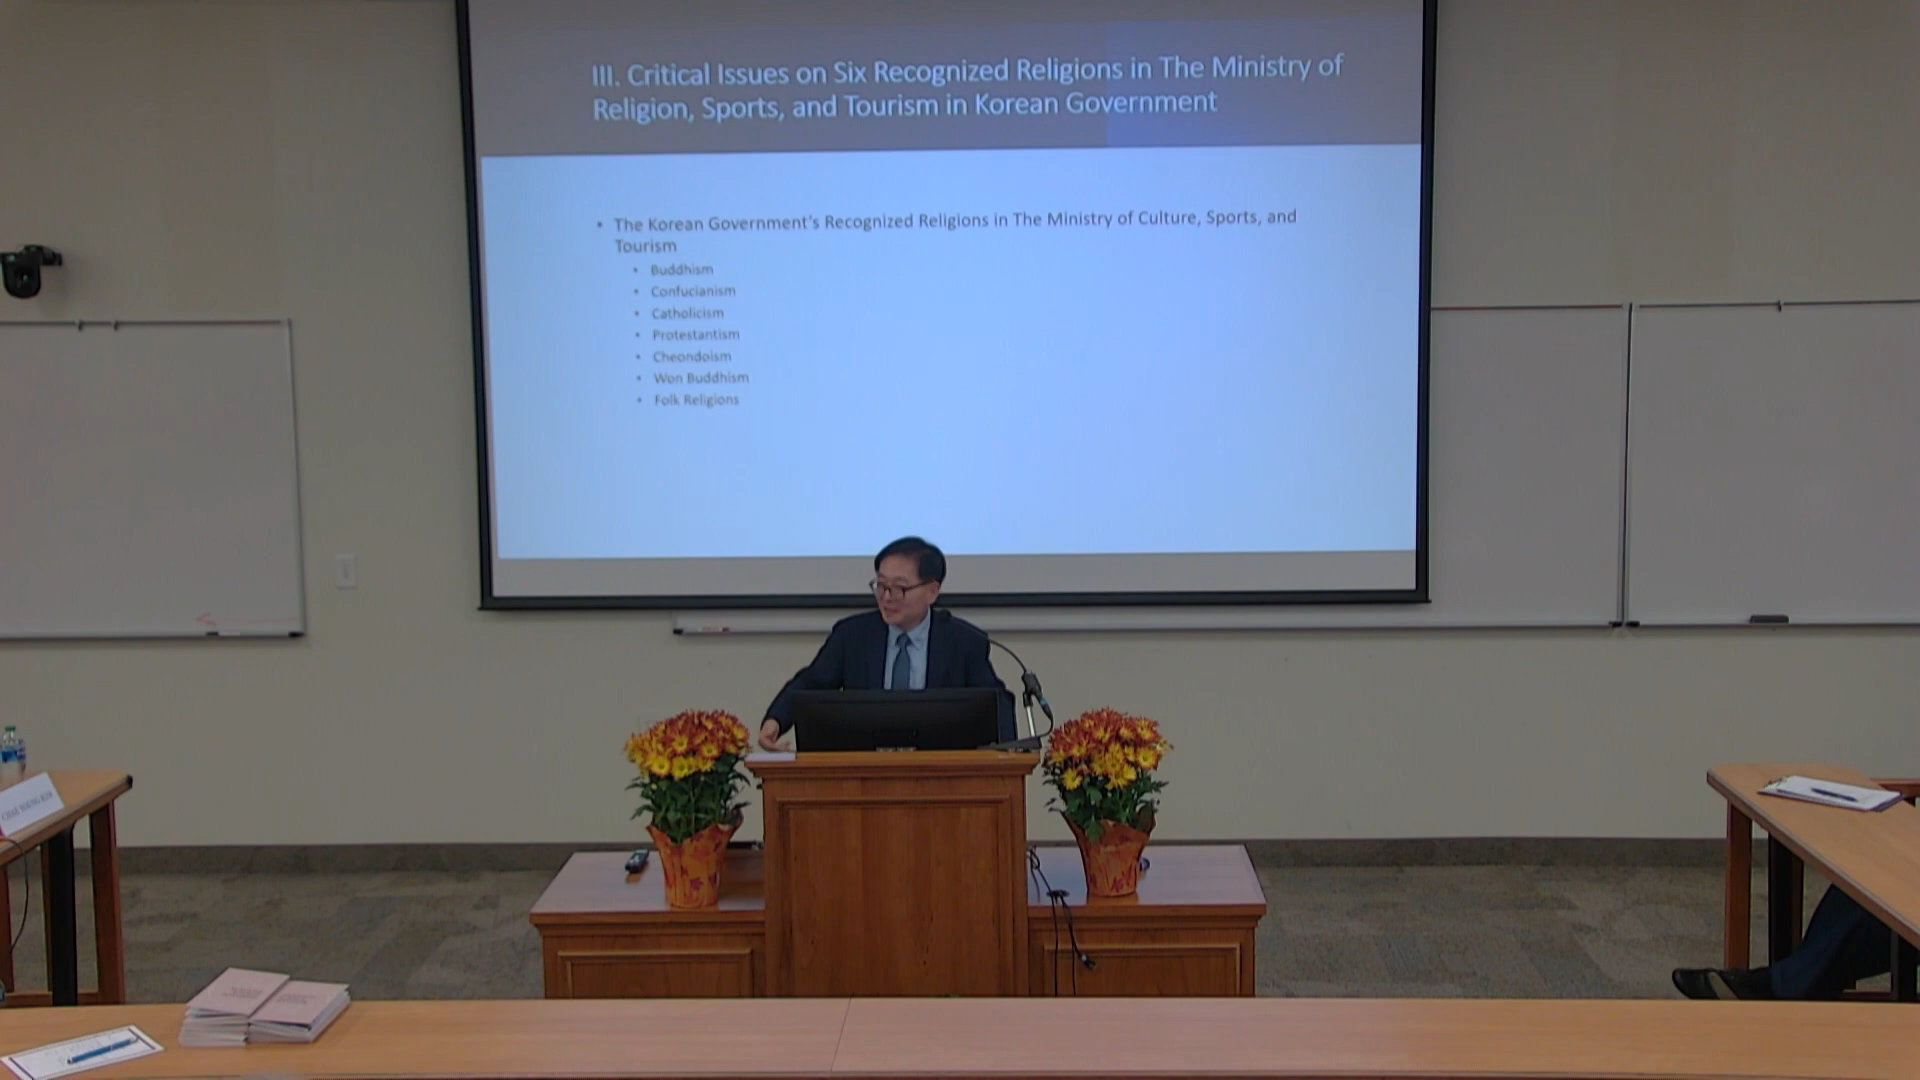 III. Critical Issues on Six Recognized Religions in The Ministry of
Religion, Sports, and Tourism in Korean Government
• The Korean Government's Recognized Religions in The Ministry of Culture, Sports, and
Tourism
• Buddhism
• Confucianism
• Catholicism
• Protestantism
• Cheondoism
• Won Buddhism
• Folk Religions